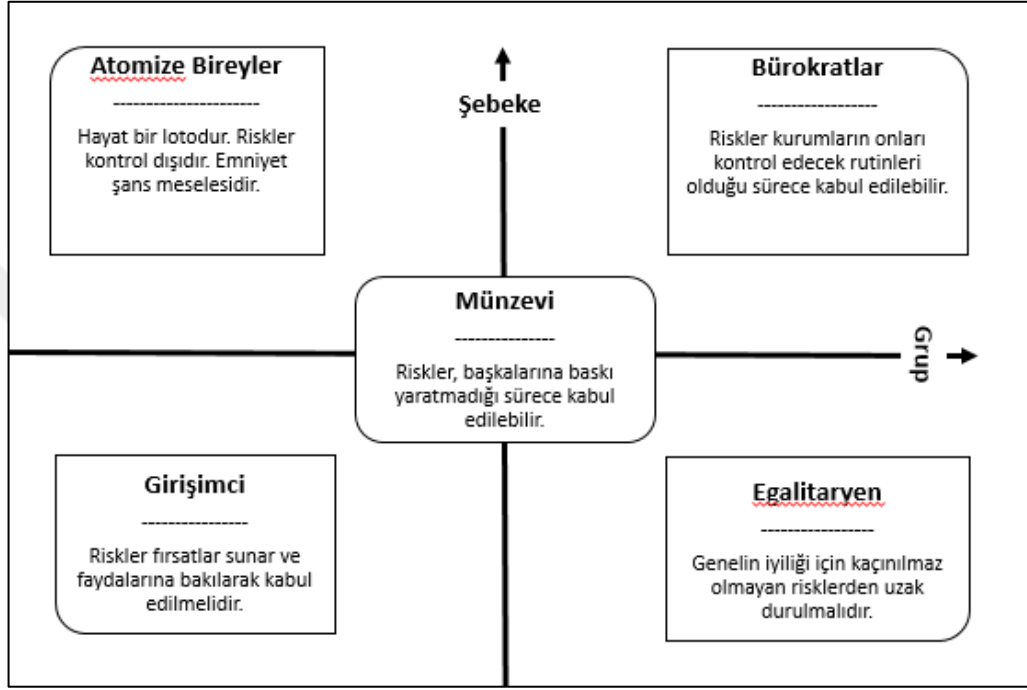 Atomize Bireyler
----------------------
Hayat bir lotodur. Riskler
kontrol dışıdır. Emniyet
şans meselesidir.
Şebeke
Bürokratlar
------------------
Riskler kurumların onları
kontrol edecek rutinleri
olduğu sürece kabul edilebilir.
Münzevi
---------------
Riskler, başkalarına baskı
yaratmadığı sürece kabul
edilebilir.
Grup
Girişimci
----------------
Riskler fırsatlar sunar ve
faydalarına bakılarak kabul
edilmelidir.
Egalitaryen
-----------------
Genelin iyiliği için kaçınılmaz
olmayan risklerden uzak
durulmalıdır.